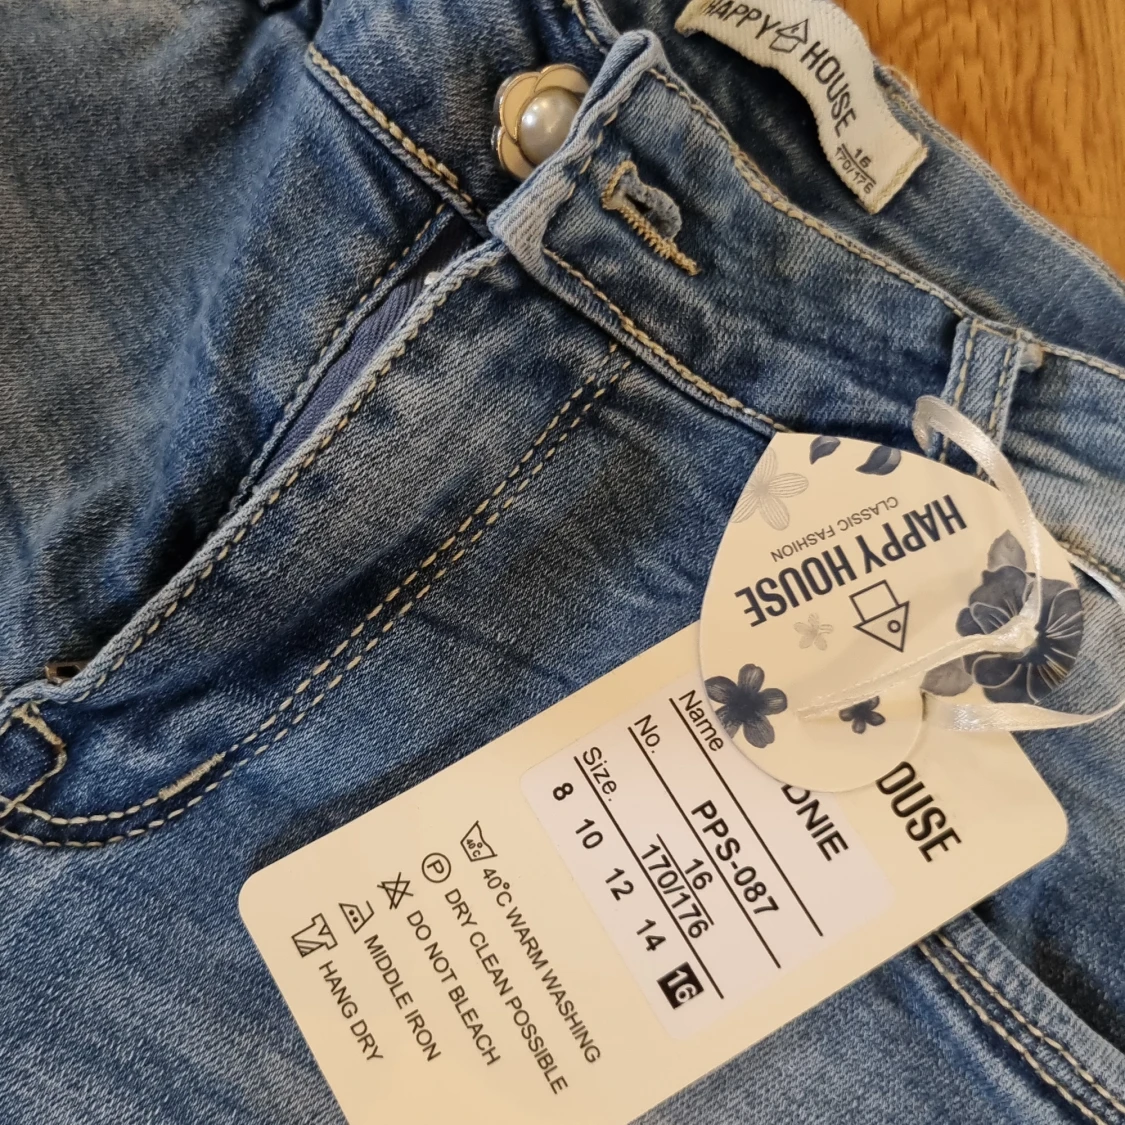 HAPPY HOUSE
16
170/176
HAPPY HOUSE
CLASSIC FASHION
OUSE
Name
DNIE
No.
PPS-087
16
170/176
Size.
8 10 12 14 16
40°C
40°C WARM WASHING
P
DRY CLEAN POSSIBLE
DO NOT BLEACH
MIDDLE IRON
HANG DRY